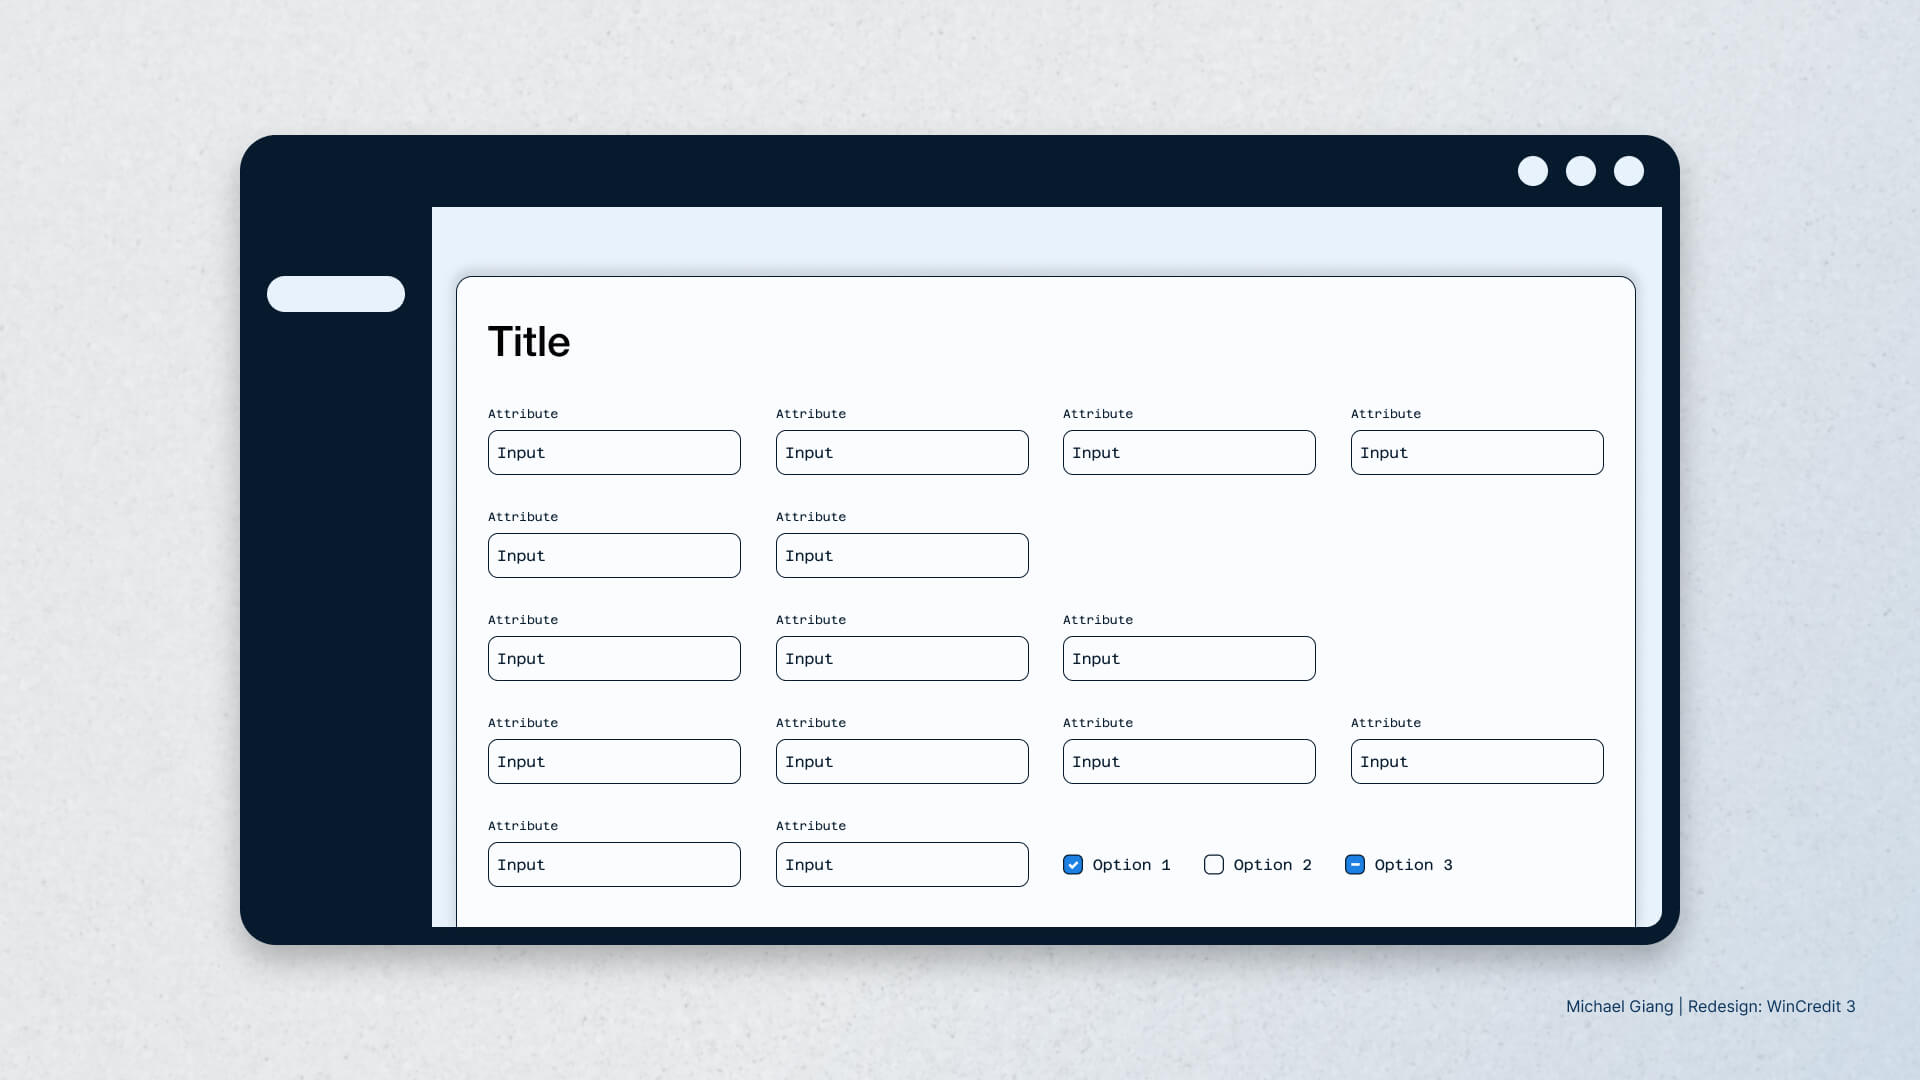 Title
Attribute Attribute Attribute Attribute
Input Input Input Input
Attribute Attribute
Input Input
Attribute Attribute Attribute
Input Input Input
Attribute Attribute Attribute Attribute
Input Input Input Input
Attribute Attribute
Input Input Option 1 Option 2 Option 3
Michael Giang | Redesign: WinCredit 3